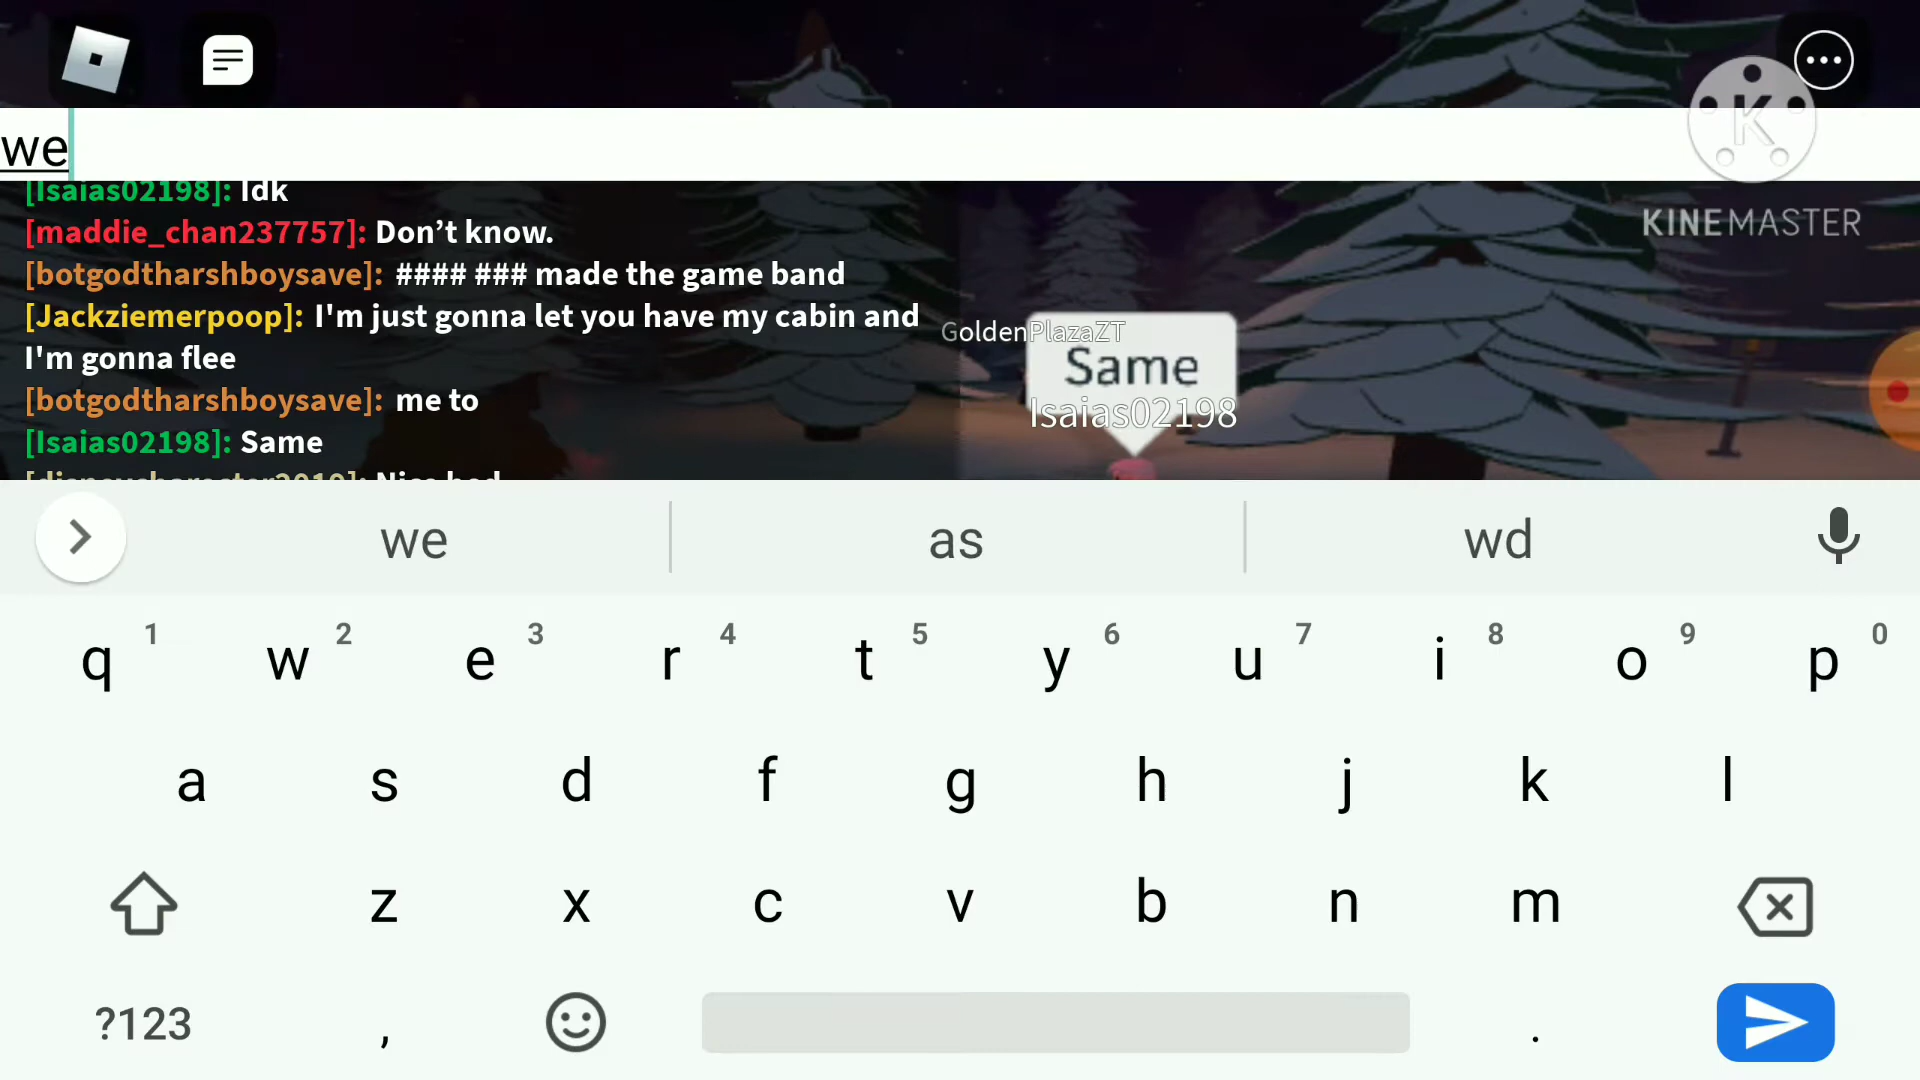 we
[Isaias02198]: Idk
[maddie_chan237757]: Don’t know.
[botgodtharshboysave]: #### ### made the game band
[Jackziemerpoop]: I'm just gonna let you have my cabin and
I'm gonna flee
[botgodtharshboysave]: me to
[Isaias02198]: Same
GoldenPlazaZT
Same
Isaias02198
K
KINEMASTER
we as wd
q 1 w 2 e 3 r 4 t 5 y 6 u 7 i 8 o 9 p 0
a s d f g h j k l
z x c v b n m
?123 , .